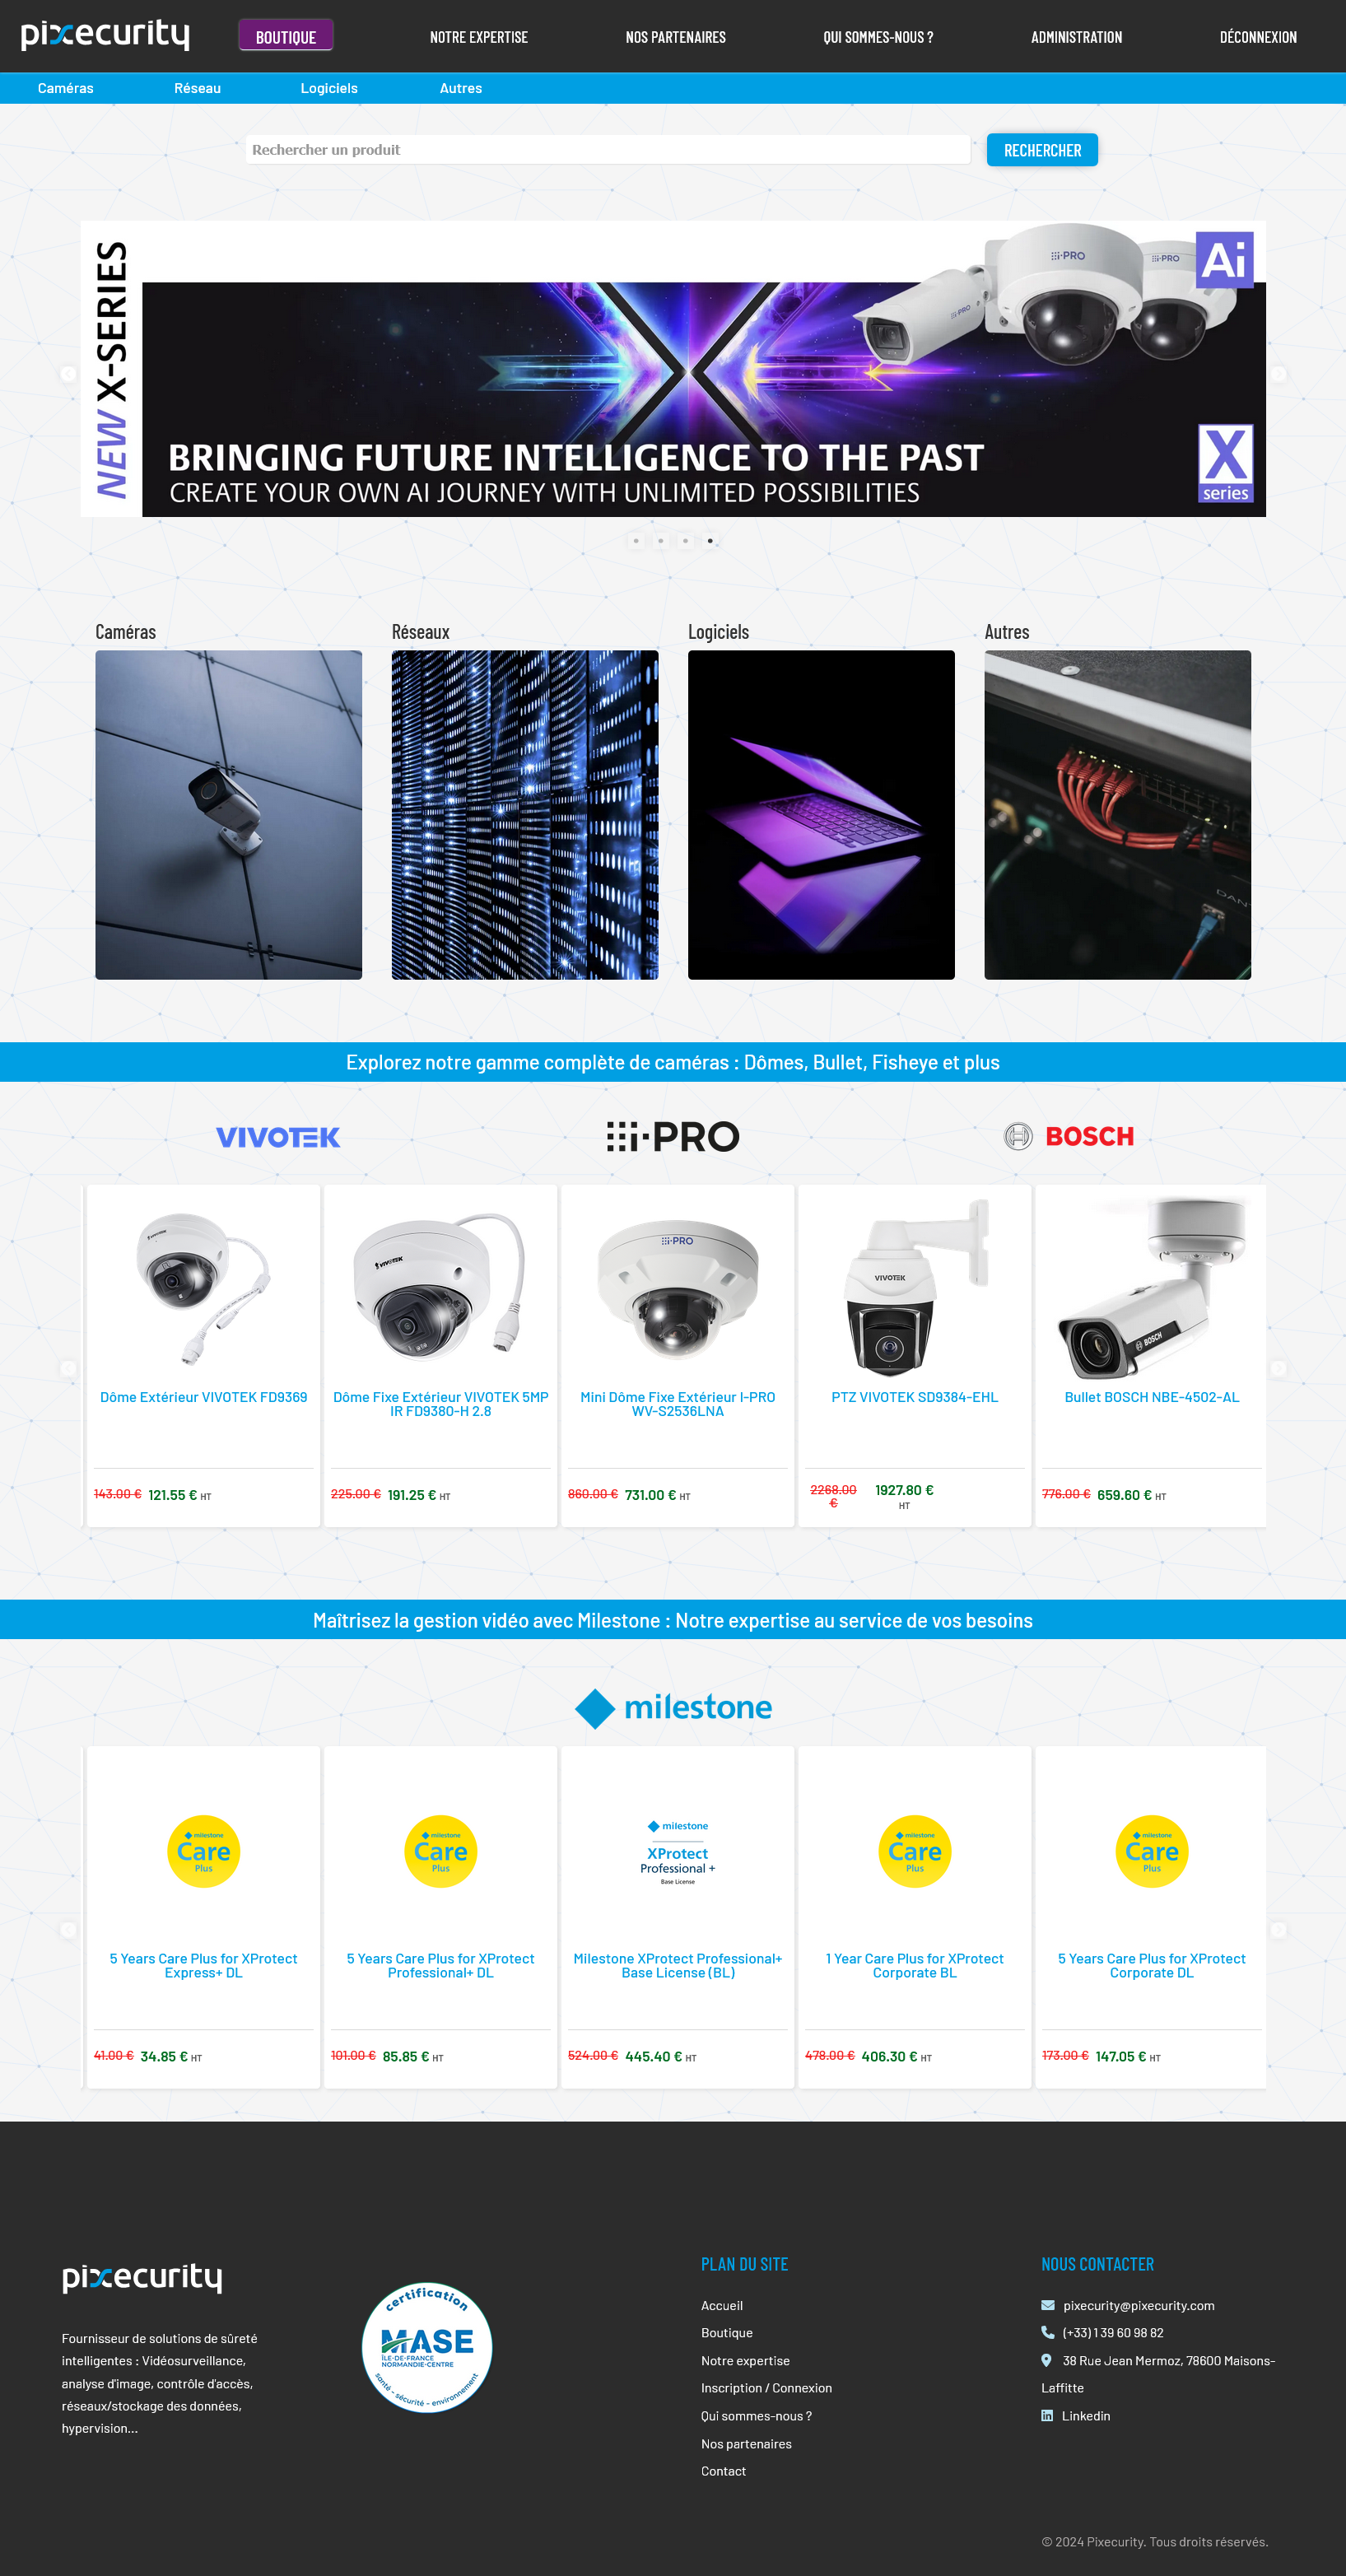 pixecurity
BOUTIQUE
NOTRE EXPERTISE
NOS PARTENAIRES
QUI SOMMES-NOUS ?
ADMINISTRATION
DÉCONNEXION
Caméras
Réseau
Logiciels
Autres
Rechercher un produit
RECHERCHER
NEW X-SERIES
i-PRO
i-PRO
i-PRO
Ai
BRINGING FUTURE INTELLIGENCE TO THE PAST
CREATE YOUR OWN AI JOURNEY WITH UNLIMITED POSSIBILITIES
X
series
Caméras
Réseaux
Logiciels
Autres
Explorez notre gamme complète de caméras : Dômes, Bullet, Fisheye et plus
VIVOTEK
i-PRO
BOSCH
VIVOTEK
VIVOTEK
i-PRO
VIVOTEK
BOSCH
Dôme Extérieur VIVOTEK FD9369
143.00 € 121.55 € HT
Dôme Fixe Extérieur VIVOTEK 5MP
IR FD9380-H 2.8
225.00 € 191.25 € HT
Mini Dôme Fixe Extérieur I-PRO
WV-S2536LNA
860.00 € 731.00 € HT
PTZ VIVOTEK SD9384-EHL
2268.00
€
1927.80 €
HT
Bullet BOSCH NBE-4502-AL
776.00 € 659.60 € HT
Maîtrisez la gestion vidéo avec Milestone : Notre expertise au service de vos besoins
milestone
milestone
Care
Plus
5 Years Care Plus for XProtect
Express+ DL
41.00 € 34.85 € HT
milestone
Care
Plus
5 Years Care Plus for XProtect
Professional+ DL
101.00 € 85.85 € HT
milestone
XProtect
Professional +
Base License
Milestone XProtect Professional+
Base License (BL)
524.00 € 445.40 € HT
milestone
Care
Plus
1 Year Care Plus for XProtect
Corporate BL
478.00 € 406.30 € HT
milestone
Care
Plus
5 Years Care Plus for XProtect
Corporate DL
173.00 € 147.05 € HT
pixecurity
Fournisseur de solutions de sûreté
intelligentes : Vidéosurveillance,
analyse d'image, contrôle d'accès,
réseaux/stockage des données,
hypervision...
certification
MASE
ÎLE-DE-FRANCE
NORMANDIE-CENTRE
santé - sécurité - environnement
PLAN DU SITE
Accueil
Boutique
Notre expertise
Inscription / Connexion
Qui sommes-nous ?
Nos partenaires
Contact
NOUS CONTACTER
pixecurity@pixecurity.com
(+33) 1 39 60 98 82
38 Rue Jean Mermoz, 78600 Maisons-
Laffitte
Linkedin
© 2024 Pixecurity. Tous droits réservés.